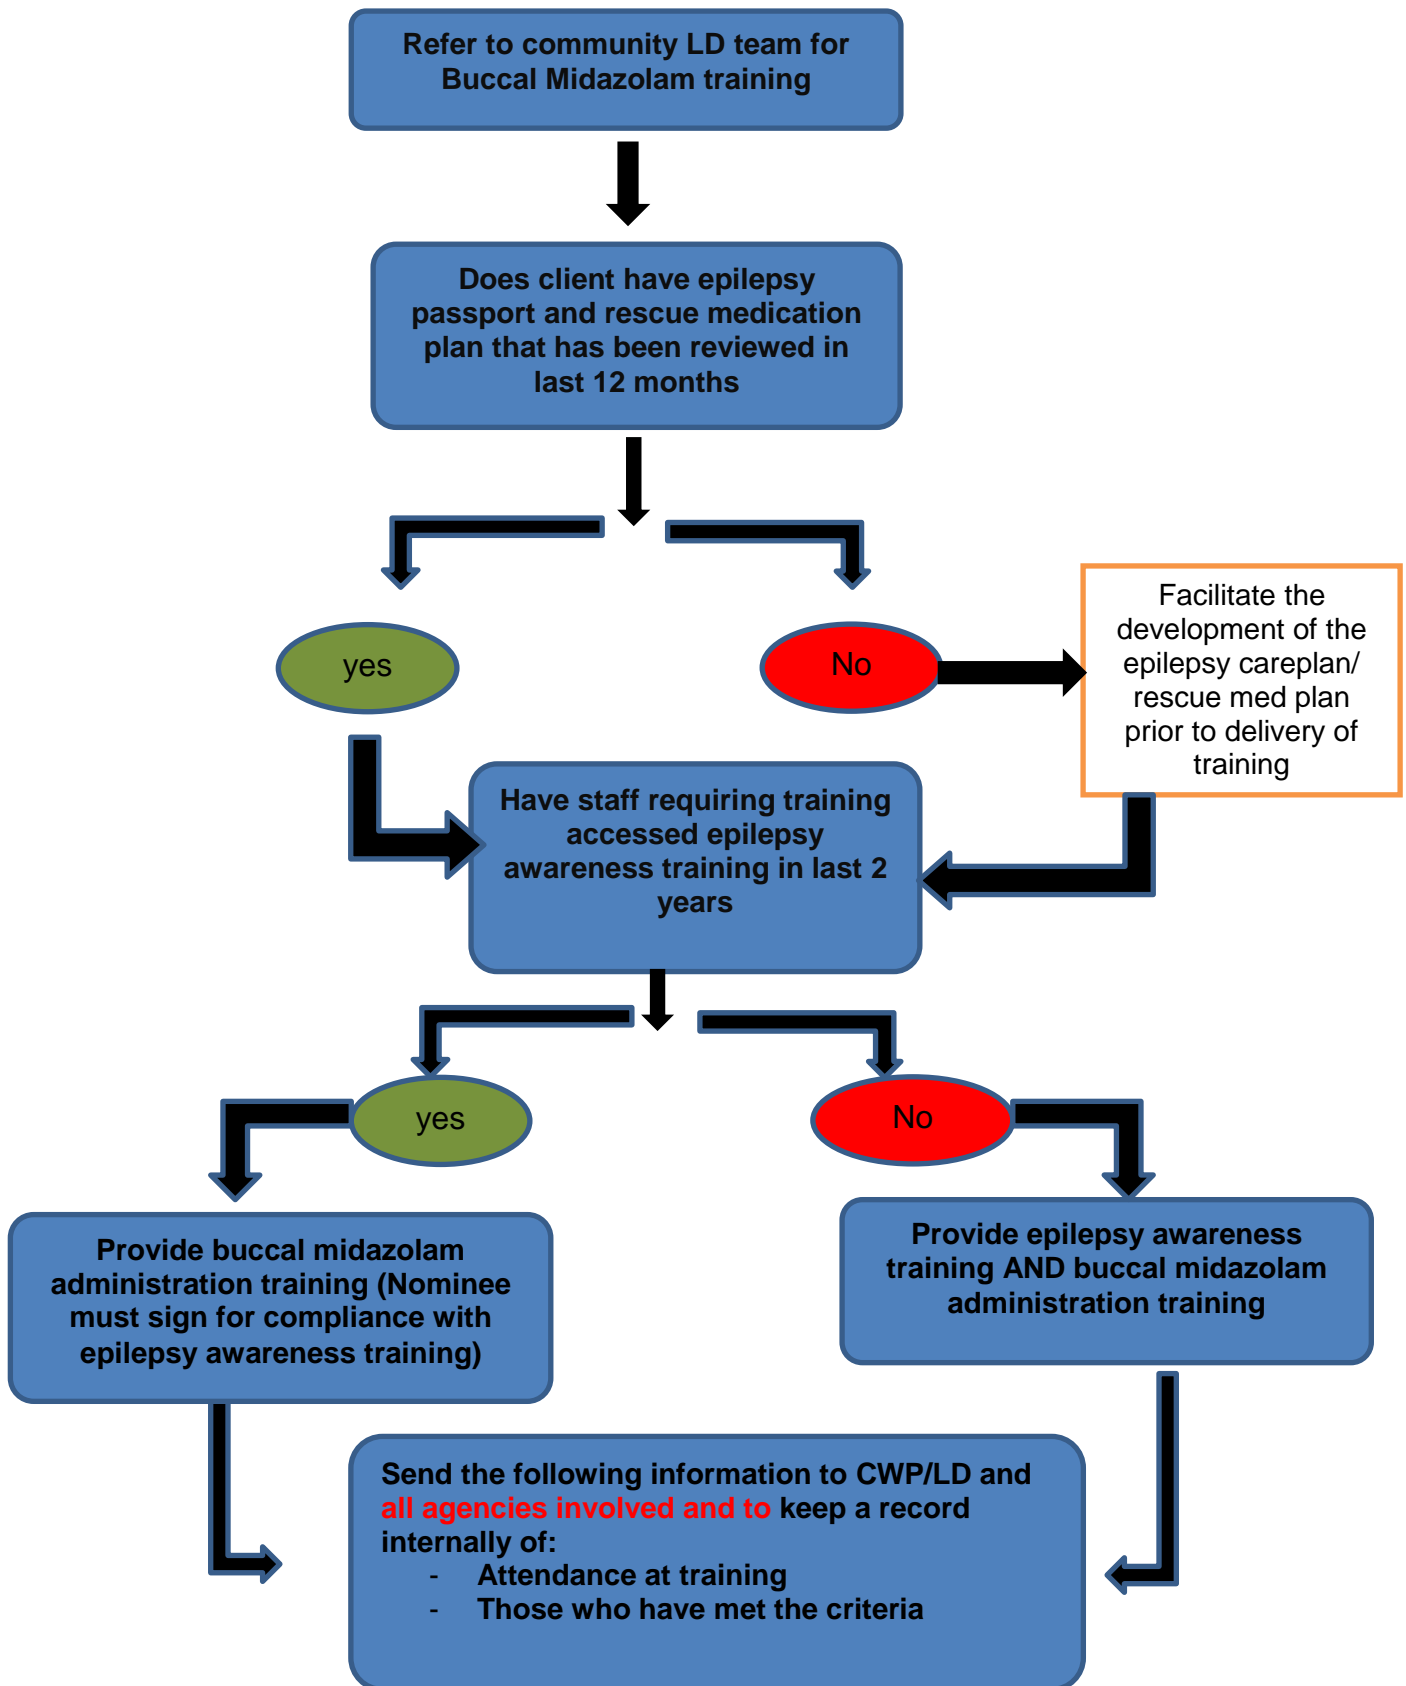 Refer to community LD team for
Buccal Midazolam training
Does client have epilepsy
passport and rescue medication
plan that has been reviewed in
last 12 months
yes
No
Facilitate the
development of the
epilepsy careplan/
rescue med plan
prior to delivery of
training
Have staff requiring training
accessed epilepsy
awareness training in last 2
years
yes
No
Provide buccal midazolam
administration training (Nominee
must sign for compliance with
epilepsy awareness training)
Provide epilepsy awareness
training AND buccal midazolam
administration training
Send the following information to CWP/LD and
all agencies involved and to keep a record
internally of:
- Attendance at training
- Those who have met the criteria